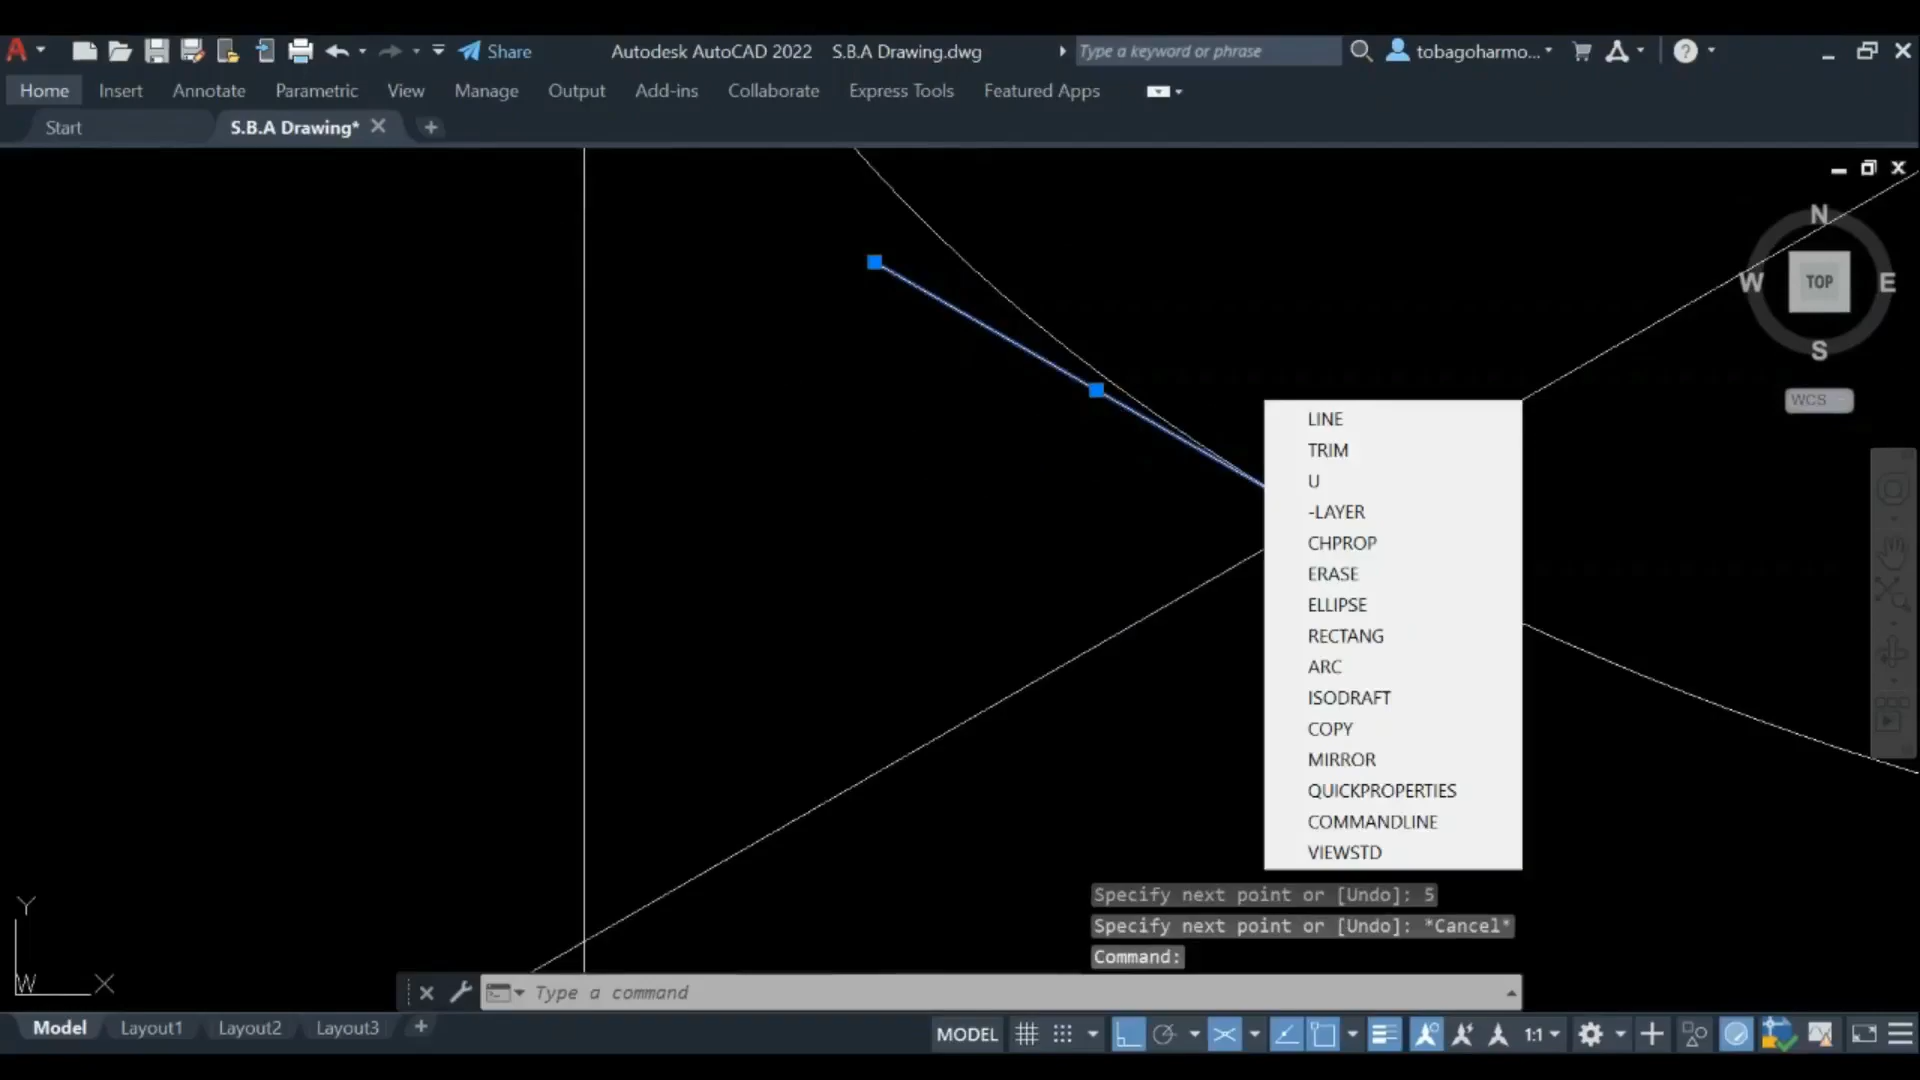 Share
Autodesk AutoCAD 2022 S.B.A Drawing.dwg
Type a keyword or phrase
tobagoharmo...
Home Insert Annotate Parametric View Manage Output Add-ins Collaborate Express Tools Featured Apps
Start S.B.A Drawing*
N
W TOP E
S
WCS
LINE
TRIM
U
-LAYER
CHPROP
ERASE
ELLIPSE
RECTANG
ARC
ISODRAFT
COPY
MIRROR
QUICKPROPERTIES
COMMANDLINE
VIEWSTD
Specify next point or [Undo]: 5
Specify next point or [Undo]: *Cancel*
Command:
Y
W X
Type a command
Model Layout1 Layout2 Layout3
MODEL 1:1